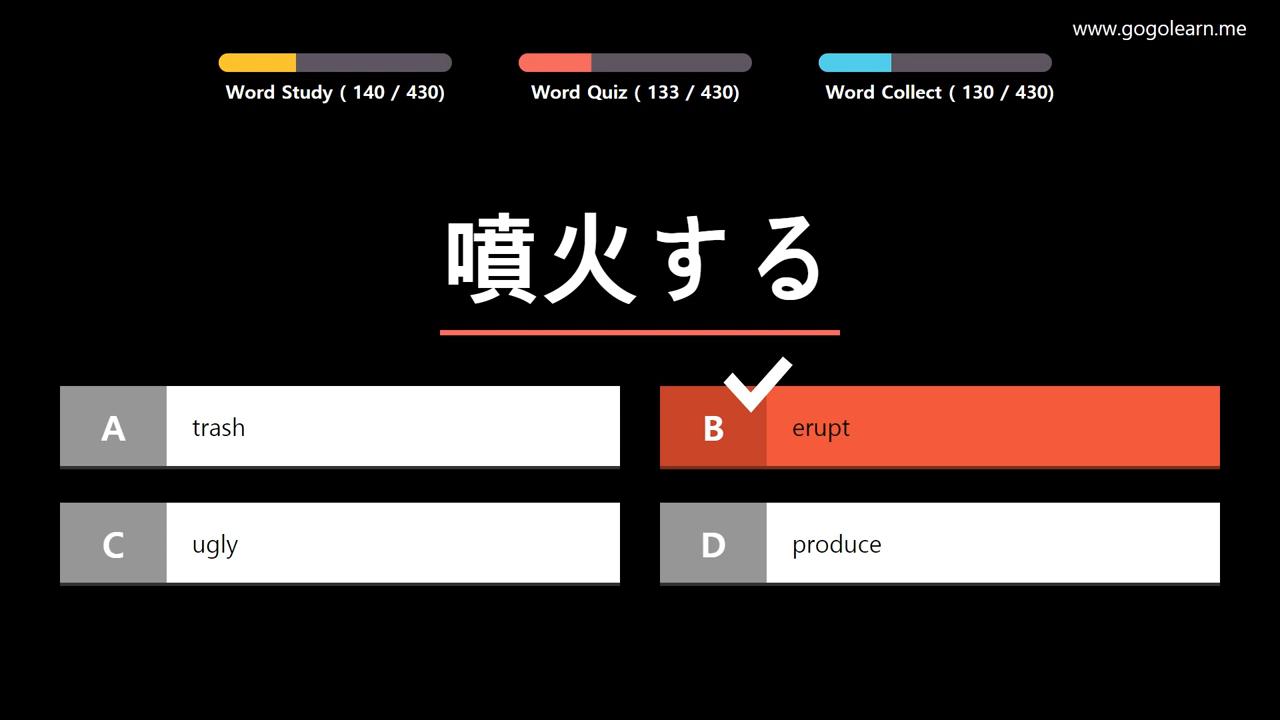 www.gogolearn.me
Word Study ( 140 / 430)
Word Quiz ( 133 / 430)
Word Collect ( 130 / 430)
噴火する
A trash
B erupt
C ugly
D produce